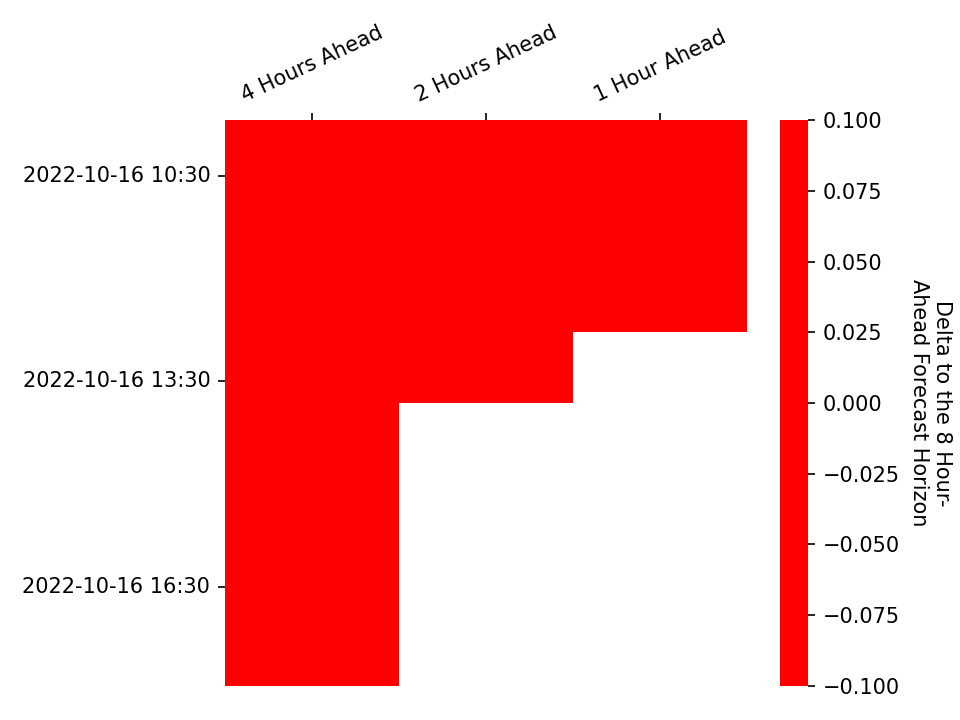 4 Hours Ahead
2 Hours Ahead
1 Hour Ahead
2022-10-16 10:30
2022-10-16 13:30
2022-10-16 16:30
0.100
0.075
0.050
0.025
0.000
−0.025
−0.050
−0.075
−0.100
Delta to the 8 Hour-
Ahead Forecast Horizon